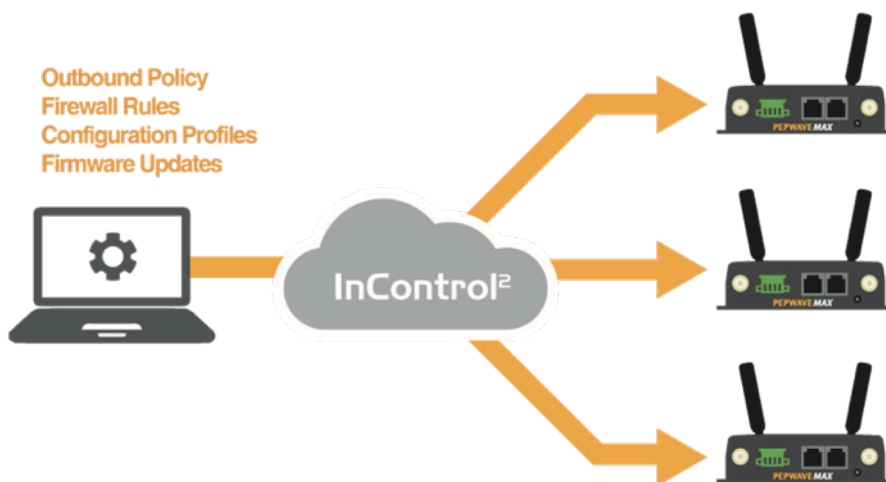 Outbound Policy
Firewall Rules
Configuration Profiles
Firmware Updates
InControl²
PEPWAVE MAX
PEPWAVE MAX
PEPWAVE MAX